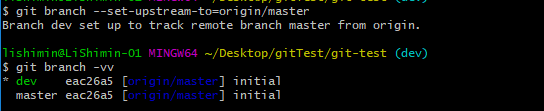 $ git branch --set-upstream-to=origin/master
Branch dev set up to track remote branch master from origin.
lishimin@LiShimin-01 MINGW64 ~/Desktop/gitTest/git-test (dev)
$ git branch -vv
* dev    eac26a5 [origin/master] initial
  master eac26a5 [origin/master] initial